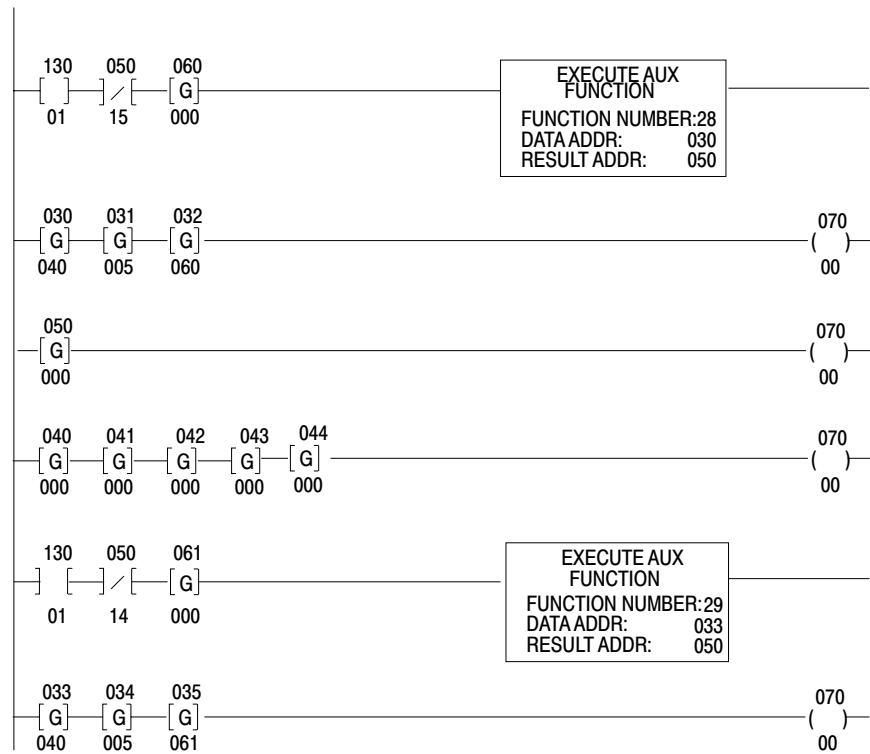 130 050 060
EXECUTE AUX
FUNCTION
G
01 15 000
FUNCTION NUMBER:28
DATA ADDR: 030
RESULT ADDR: 050
030 031 032 070
G G G
040 005 060 00
050 070
G
000 00
040 041 042 043 044 070
G G G G G
000 000 000 000 000 00
130 050 061
EXECUTE AUX
FUNCTION
G
01 14 000
FUNCTION NUMBER:29
DATA ADDR: 033
RESULT ADDR: 050
033 034 035 070
G G G
040 005 061 00